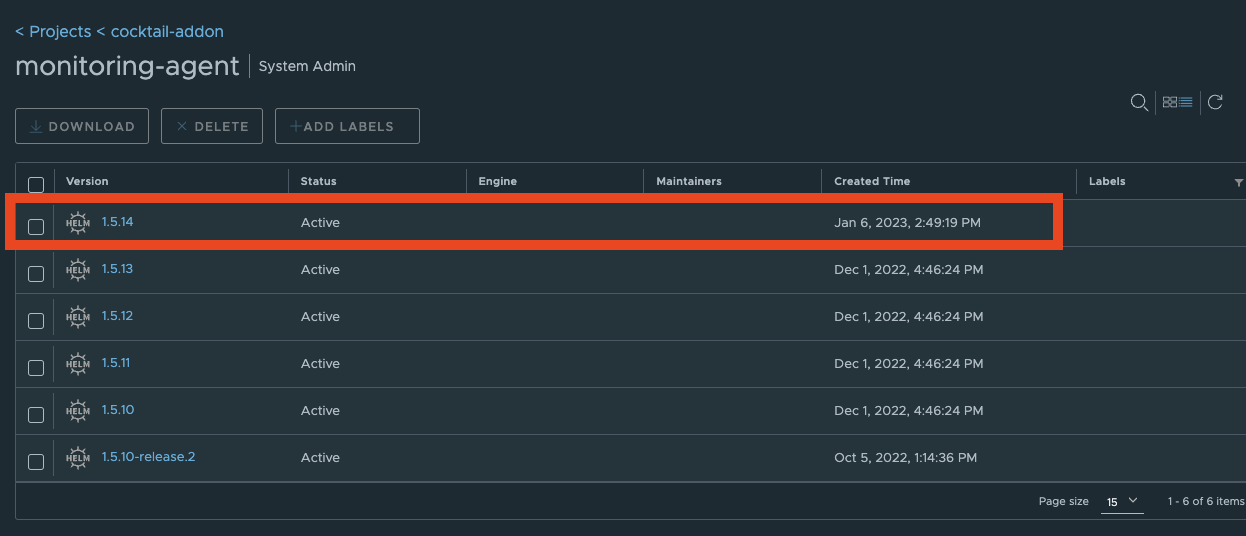 < Projects < cocktail-addon
monitoring-agent System Admin
DOWNLOAD DELETE ADD LABELS
Version Status Engine Maintainers Created Time Labels
HELM 1.5.14 Active Jan 6, 2023, 2:49:19 PM
HELM 1.5.13 Active Dec 1, 2022, 4:46:24 PM
HELM 1.5.12 Active Dec 1, 2022, 4:46:24 PM
HELM 1.5.11 Active Dec 1, 2022, 4:46:24 PM
HELM 1.5.10 Active Dec 1, 2022, 4:46:24 PM
HELM 1.5.10-release.2 Active Oct 5, 2022, 1:14:36 PM
Page size 15 1 - 6 of 6 items